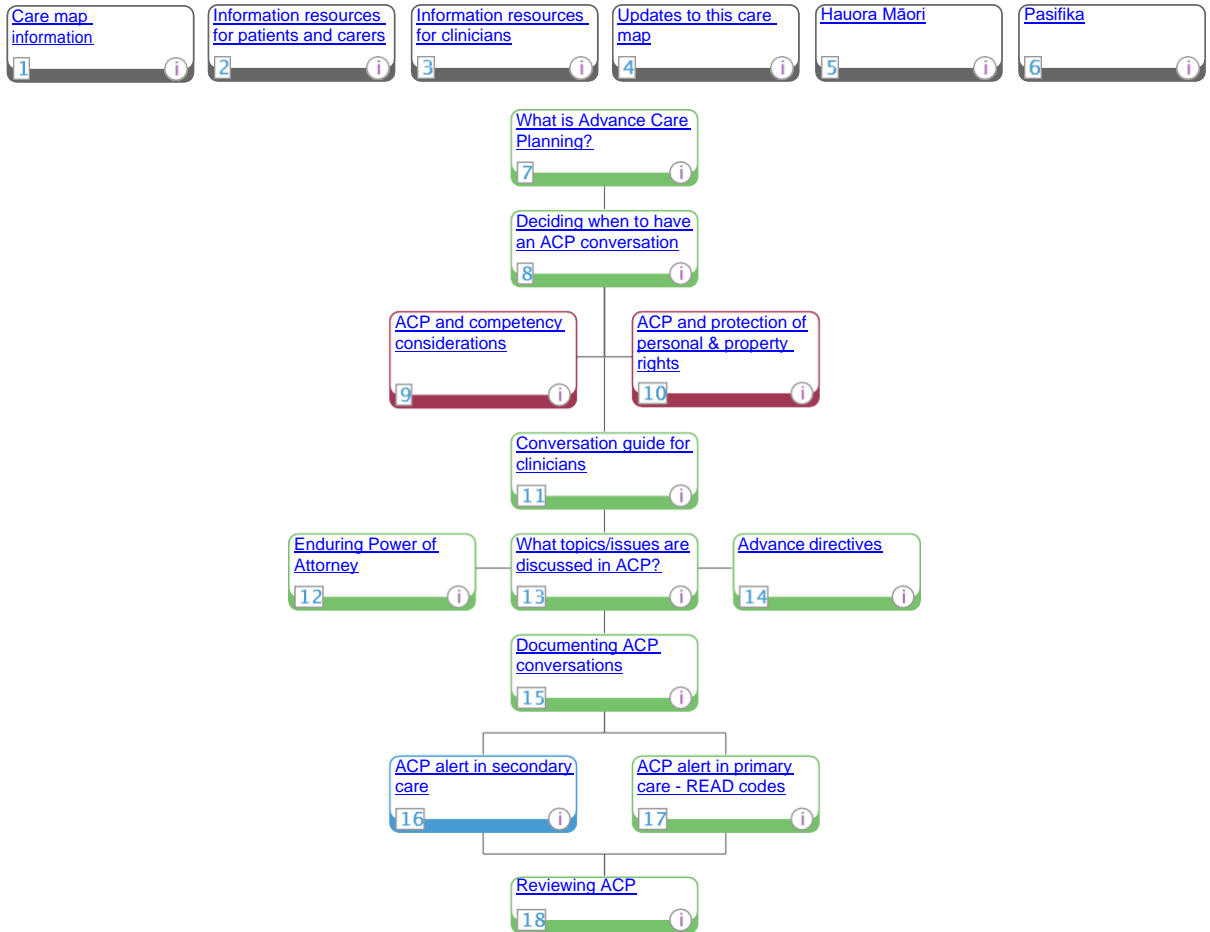 Care map
information
1
i
Information resources
for patients and carers
2
i
Information resources
for clinicians
3
i
Updates to this care
map
4
i
Hauora Māori
5
i
Pasifika
6
i
What is Advance Care
Planning?
7
i
Deciding when to have
an ACP conversation
8
i
ACP and competency
considerations
9
i
ACP and protection of
personal & property
rights
10
i
Conversation guide for
clinicians
11
i
Enduring Power of
Attorney
12
i
What topics/issues are
discussed in ACP?
13
i
Advance directives
14
i
Documenting ACP
conversations
15
i
ACP alert in secondary
care
16
i
ACP alert in primary
care - READ codes
17
i
Reviewing ACP
18
i